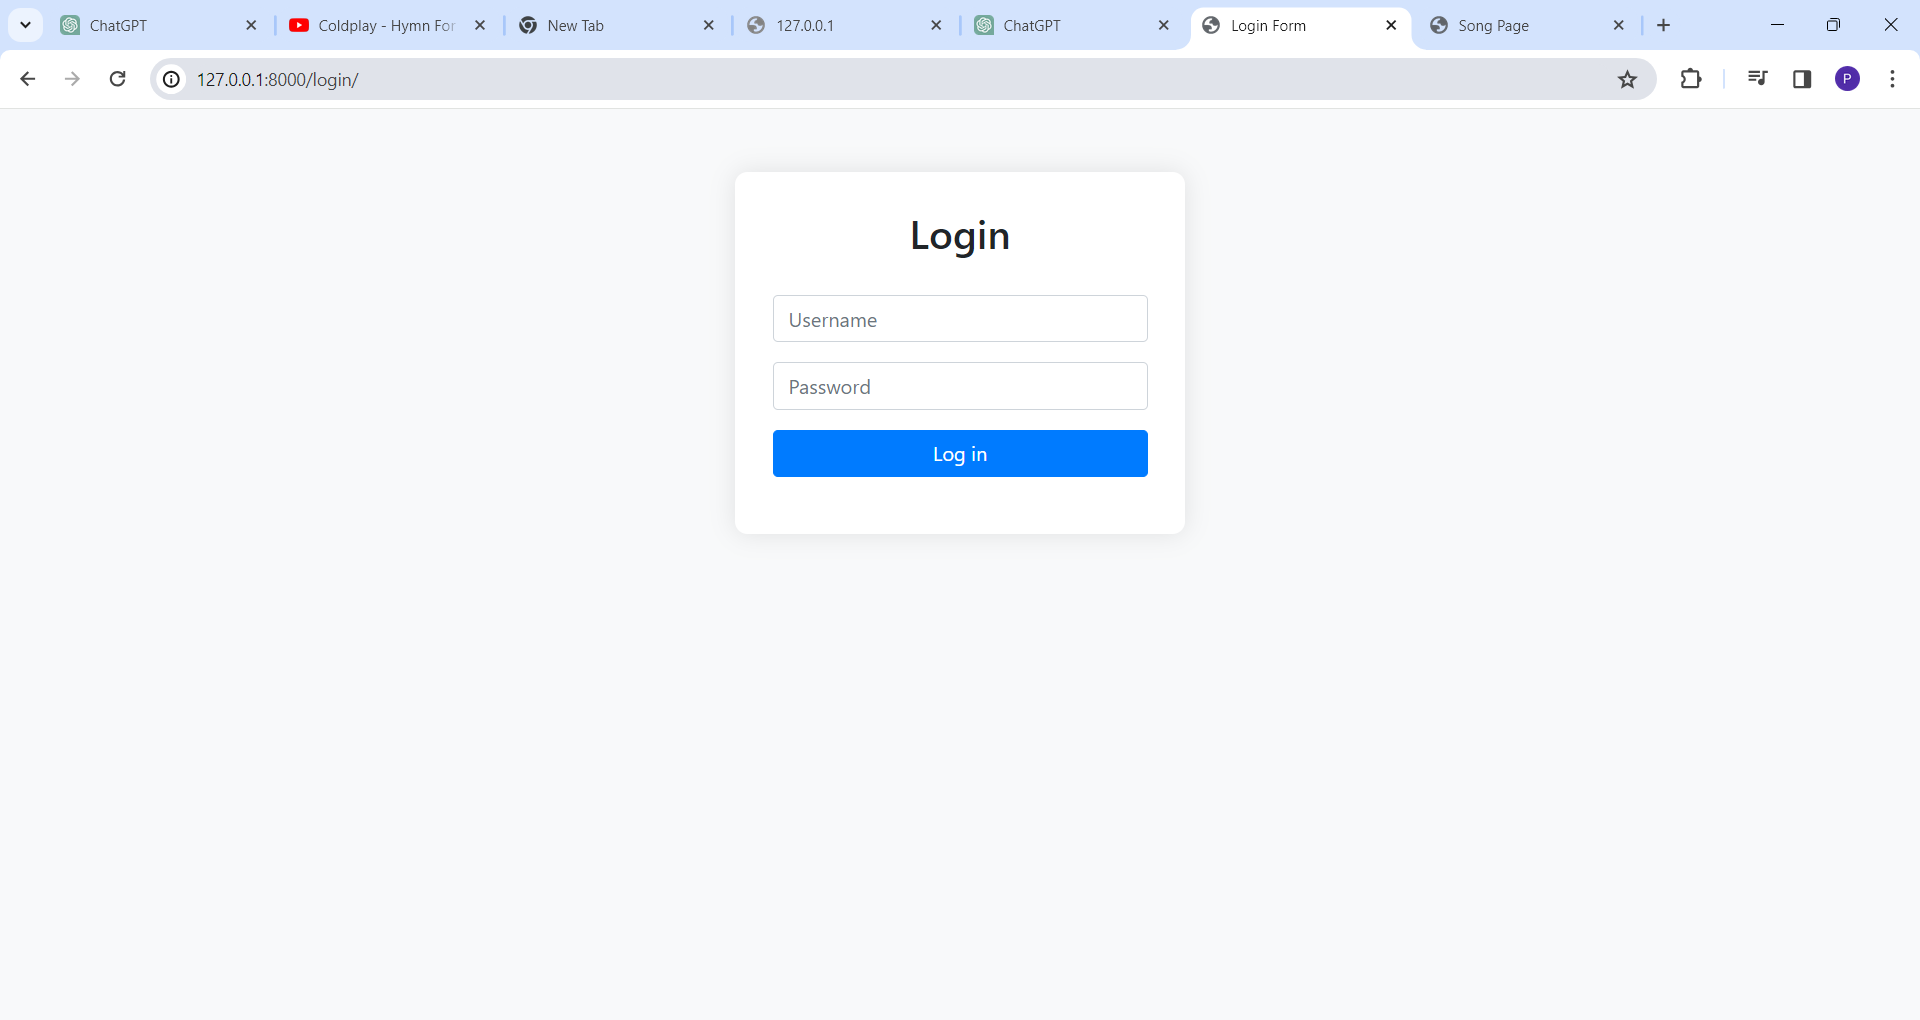 ChatGPT
Coldplay - Hymn For
New Tab
127.0.0.1
ChatGPT
Login Form
Song Page
127.0.0.1:8000/login/
P
Login
Username
Password
Log in